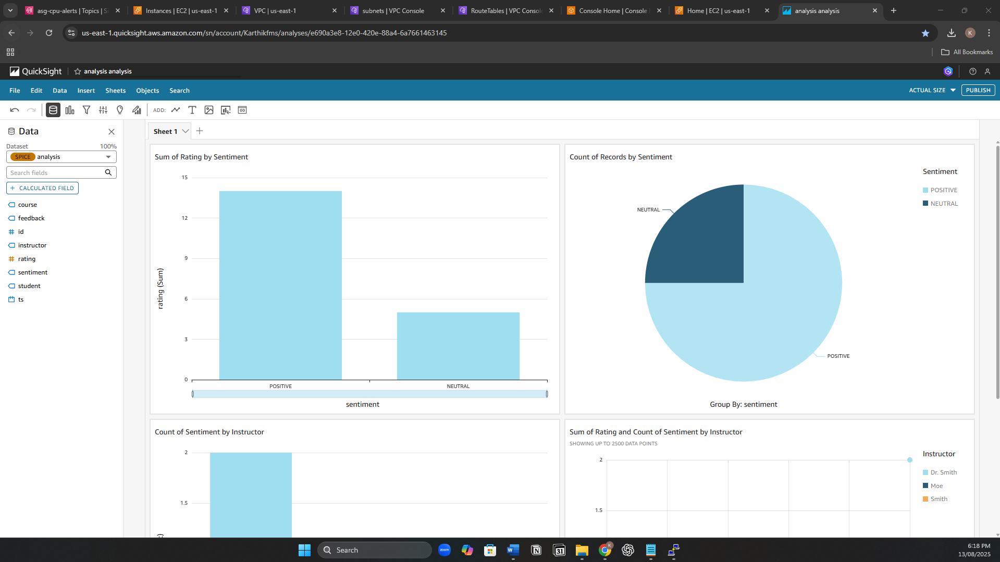 asg-cpu-alerts | Topics | Si
Instances | EC2 | us-east-1
VPC | us-east-1
subnets | VPC Console
RouteTables | VPC Consol
Console Home | Console
Home | EC2 | us-east-1
analysis analysis
us-east-1.quicksight.aws.amazon.com/sn/account/Karthikfms/analyses/e690a3e8-12e0-420e-88a4-6a7661463145
K
All Bookmarks
QuickSight
analysis analysis
File Edit Data Insert Sheets Objects Search
ACTUAL SIZE
PUBLISH
ADD:
Data
Dataset 100%
SPICE analysis
Search fields
+ CALCULATED FIELD
course
feedback
id
instructor
rating
sentiment
student
ts
Sheet 1
Sum of Rating by Sentiment
15
12
9
6
3
0
rating (Sum)
POSITIVE NEUTRAL
sentiment
Count of Records by Sentiment
Sentiment
POSITIVE
NEUTRAL
NEUTRAL
POSITIVE
Group By: sentiment
Count of Sentiment by Instructor
2
1.5
Sum of Rating and Count of Sentiment by Instructor
SHOWING UP TO 2500 DATA POINTS
2
1.5
Instructor
Dr. Smith
Moe
Smith
Search
zoom
W
N
31
K
6:18 PM
13/08/2025